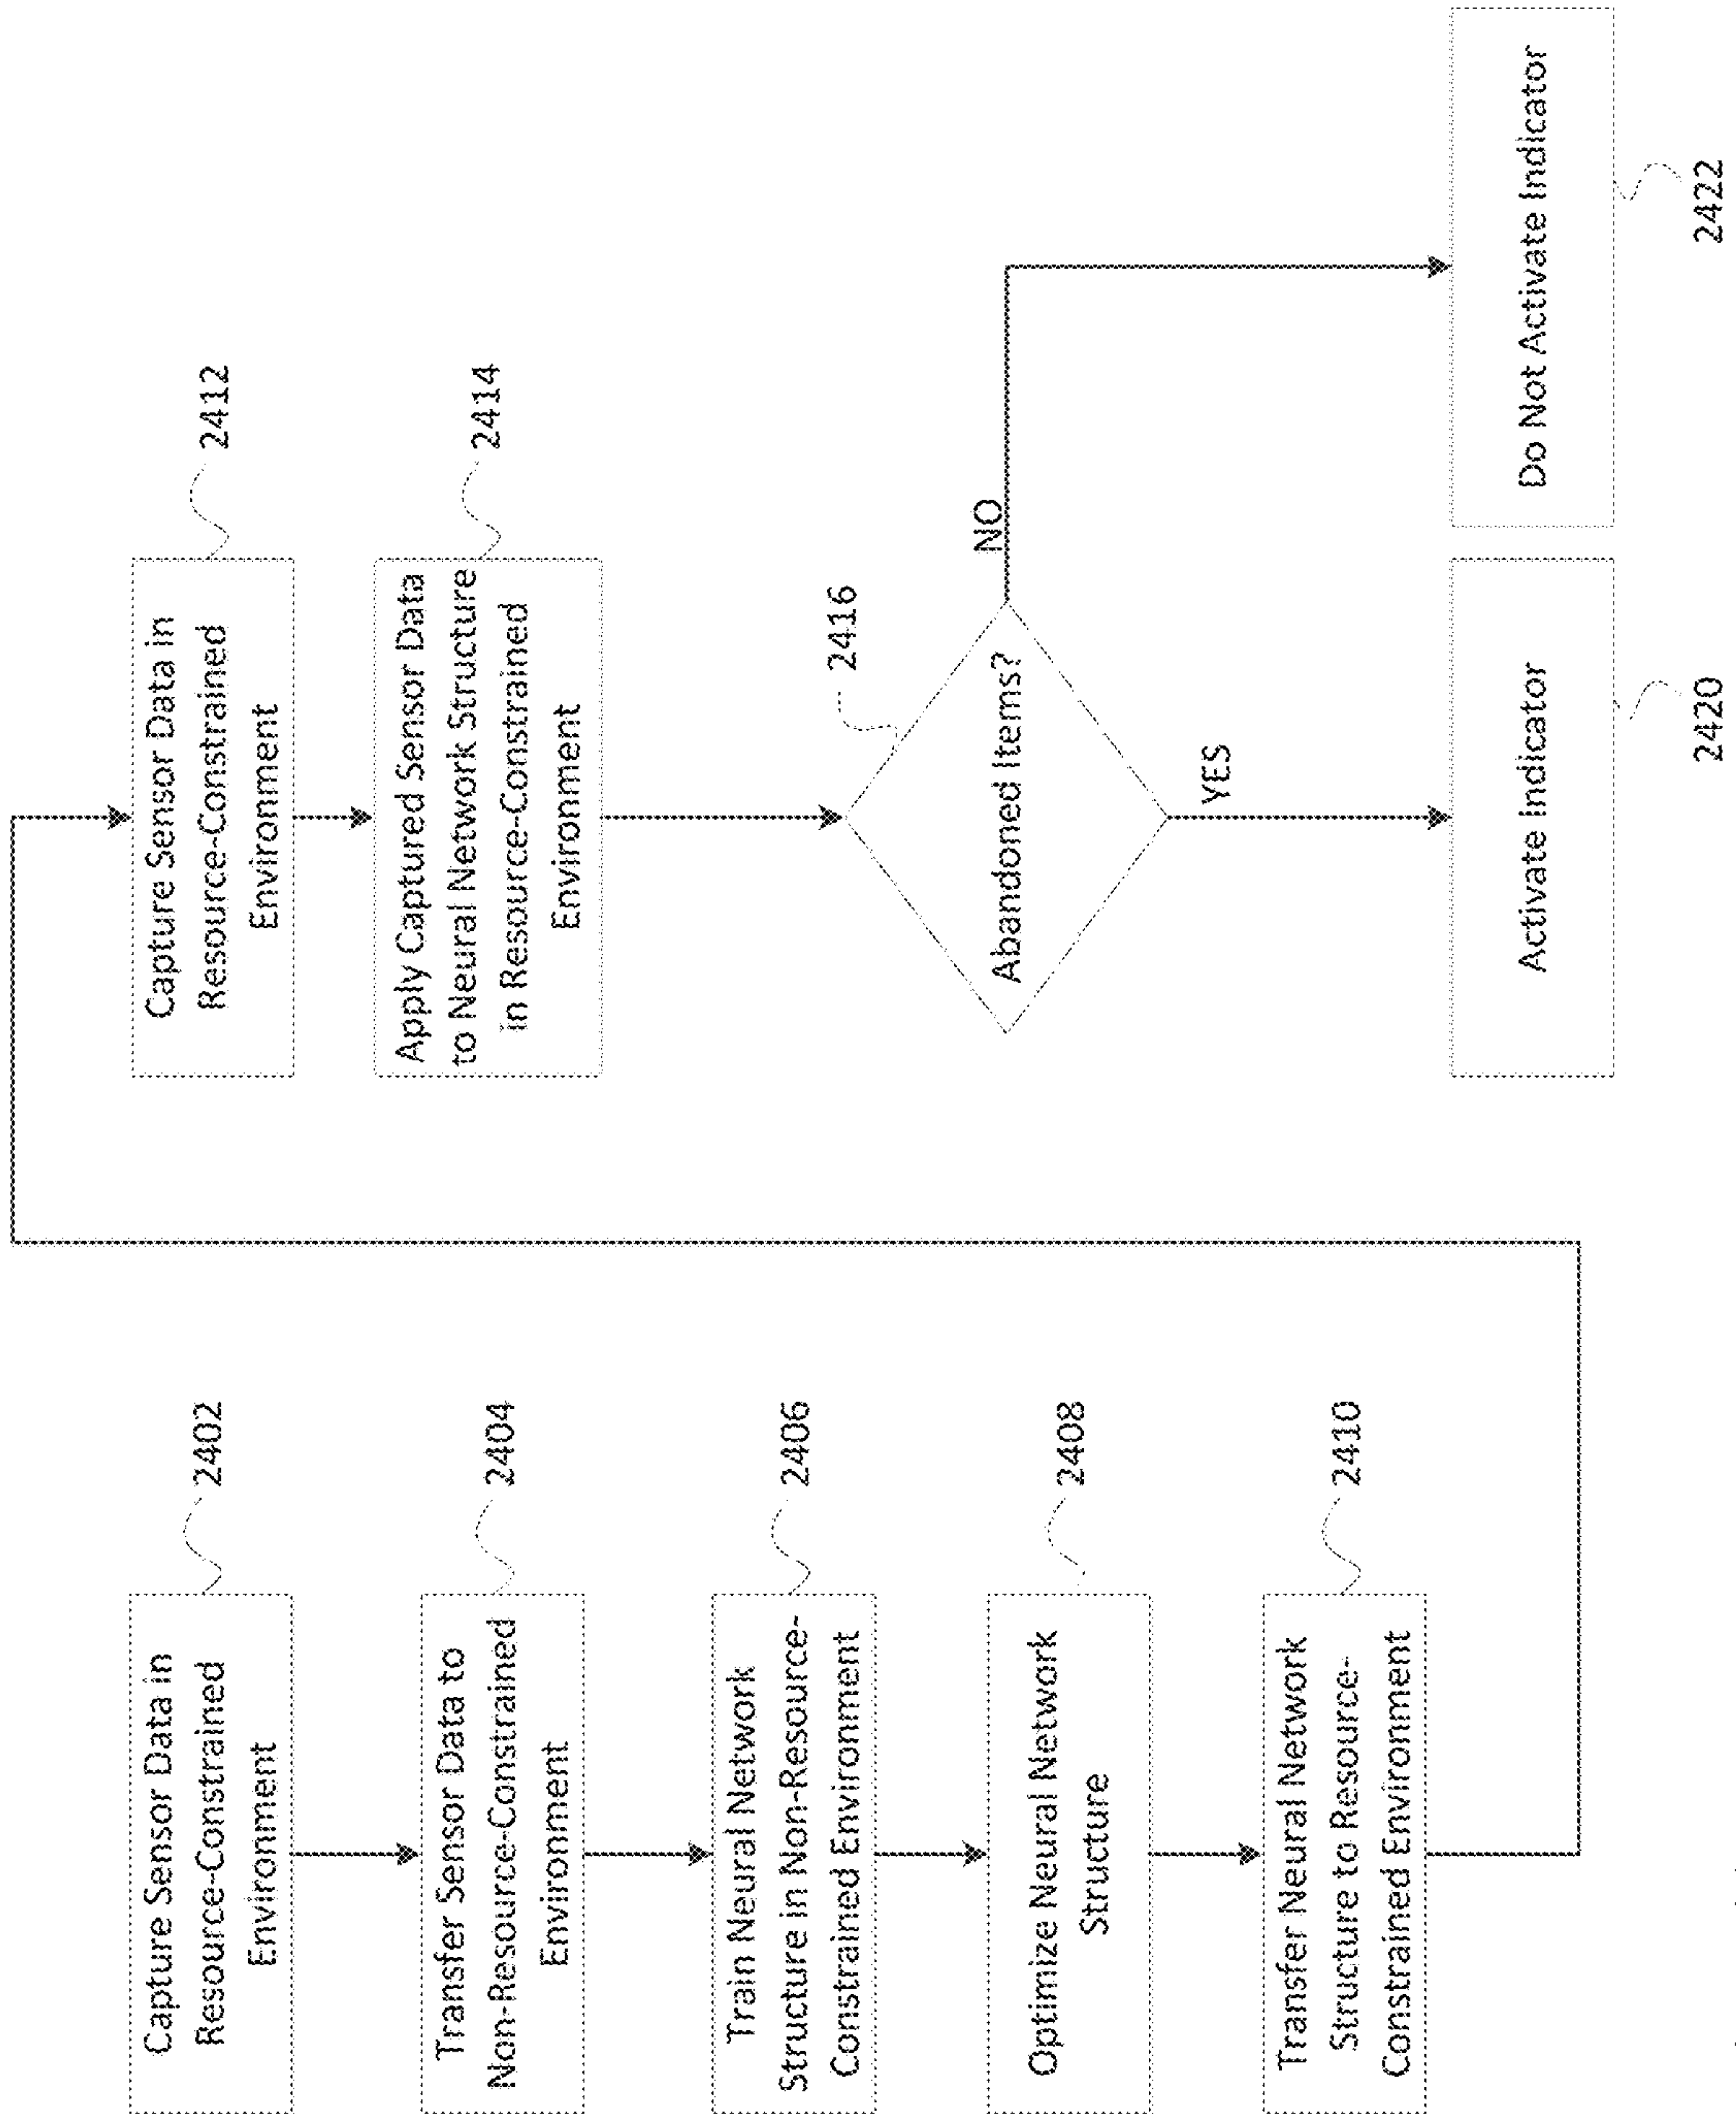 Capture Sensor Data in
Resource-Constrained
Environment
2402
Transfer Sensor Data to
Non-Resource-Constrained
Environment
2404
Train Neural Network
Structure in Non-Resource-
Constrained Environment
2406
Optimize Neural Network
Structure
2408
Transfer Neural Network
Structure to Resource-
Constrained Environment
2410
Capture Sensor Data in
Resource-Constrained
Environment
2412
Apply Captured Sensor Data
to Neural Network Structure
in Resource-Constrained
Environment
2414
2416
Abandoned Items?
NO
YES
Activate Indicator
2420
Do Not Activate Indicator
2422